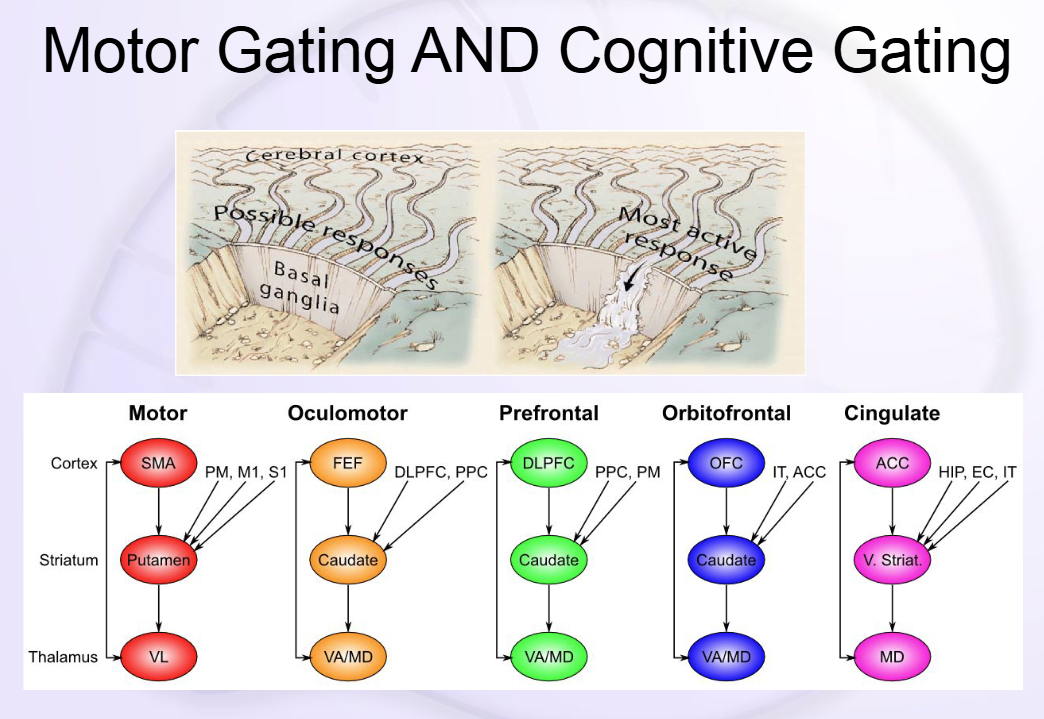 Motor Gating AND Cognitive Gating
Cerebral cortex
Possible responses
Basal
ganglia
Most active
response
Motor Oculomotor Prefrontal Orbitofrontal Cingulate
Cortex SMA PM, M1, S1 FEF DLPFC, PPC DLPFC PPC, PM OFC IT, ACC ACC HIP, EC, IT
Striatum Putamen Caudate Caudate Caudate V. Striat.
Thalamus VL VA/MD VA/MD VA/MD MD